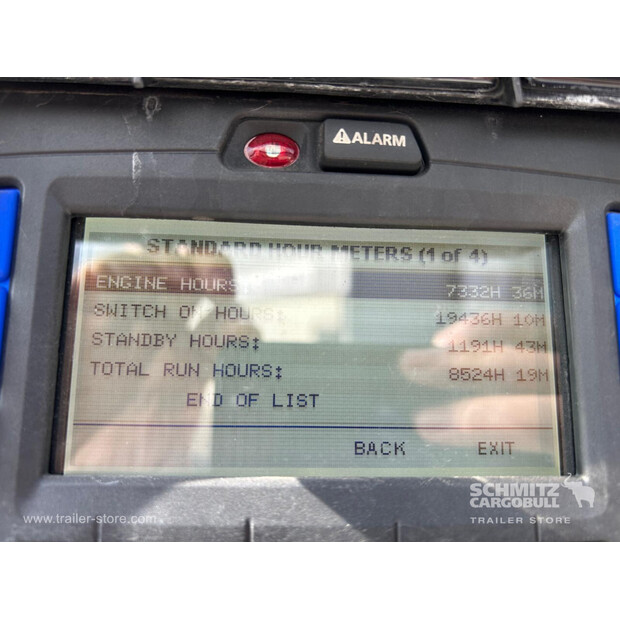 ⚠ALARM
STANDARD HOUR METERS (1 of 4)
ENGINE HOURS: 7332H 36M
SWITCH ON HOURS: 19436H 10M
STANDBY HOURS: 1191H 43M
TOTAL RUN HOURS: 8524H 19M
END OF LIST
BACK EXIT
SCHMITZ
CARGOBULL
www.trailer-store.com TRAILER STORE